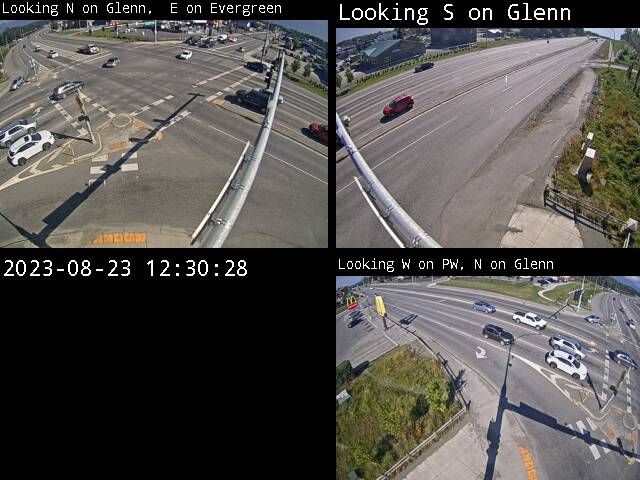 Looking N on Glenn, E on Evergreen
Looking S on Glenn
2023-08-23 12:30:28
Looking W on PW, N on Glenn